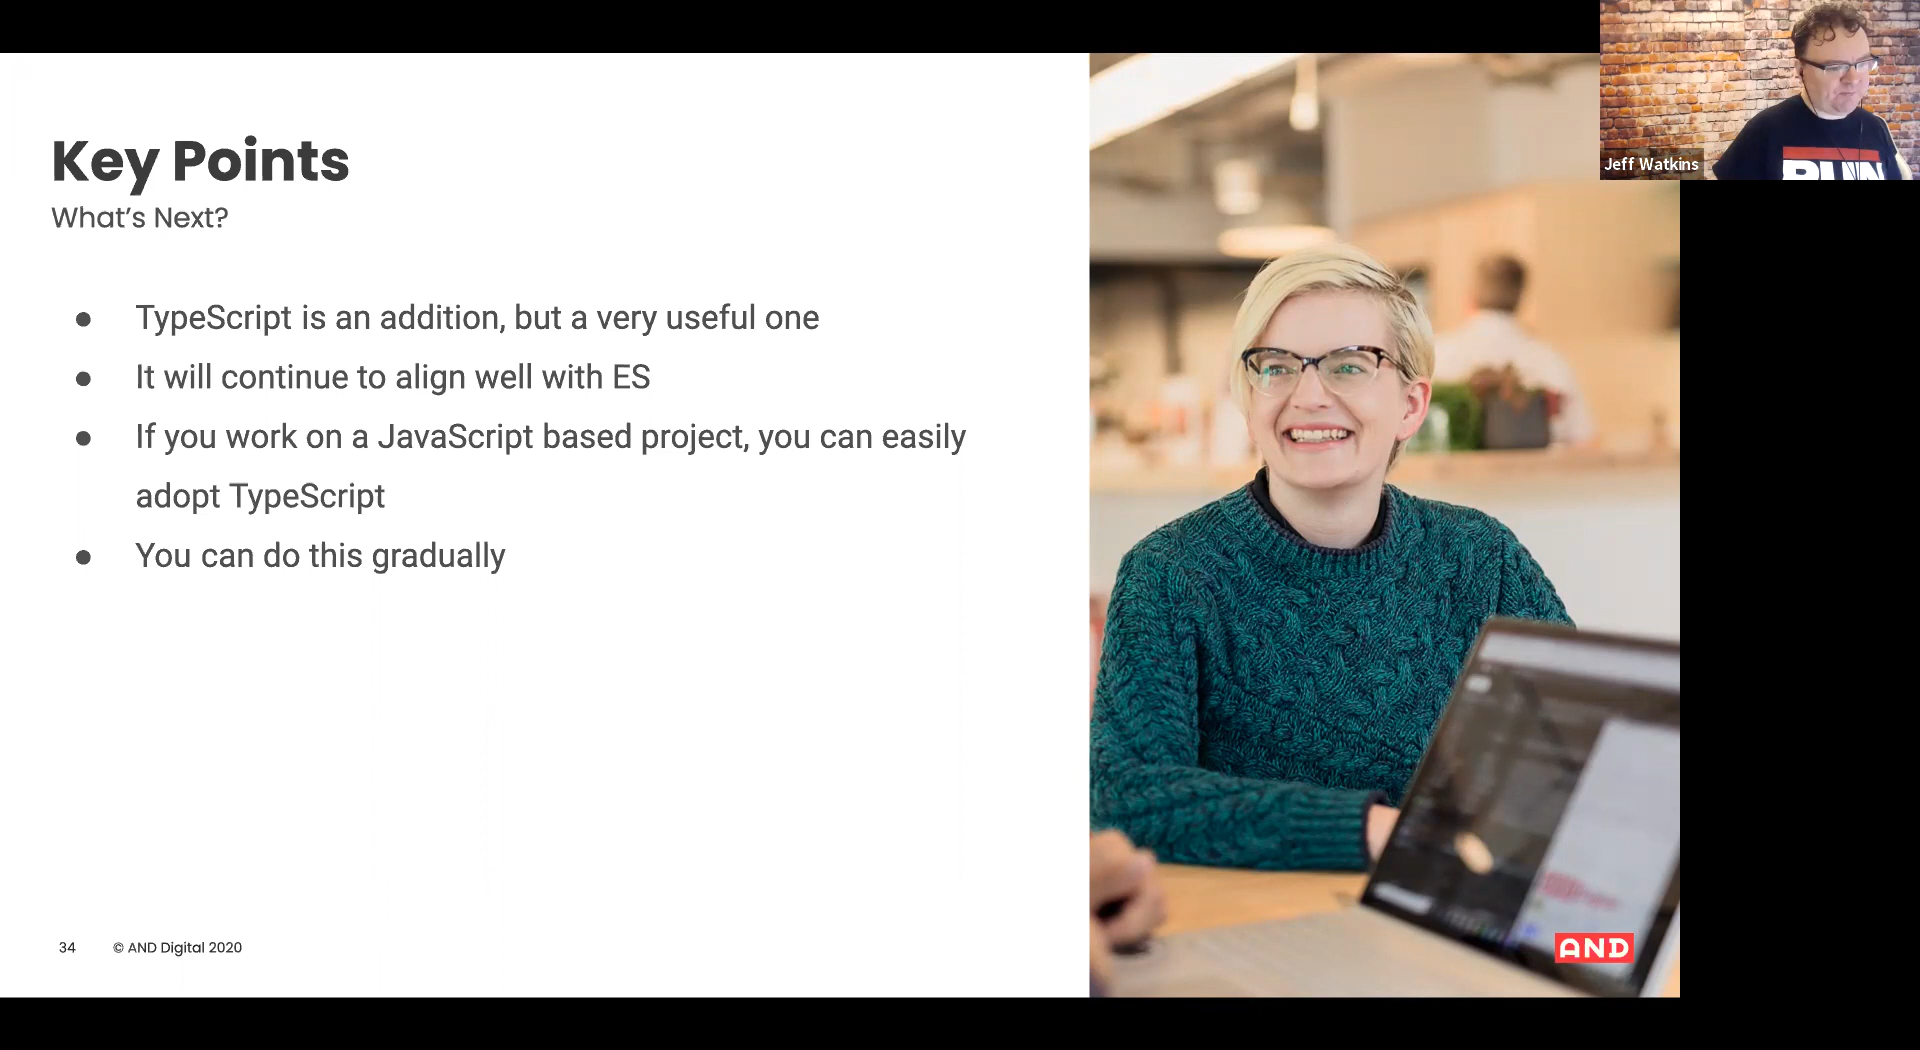 Key Points
What's Next?
● TypeScript is an addition, but a very useful one
● It will continue to align well with ES
● If you work on a JavaScript based project, you can easily
adopt TypeScript
● You can do this gradually
34 © AND Digital 2020
AND
Jeff Watkins